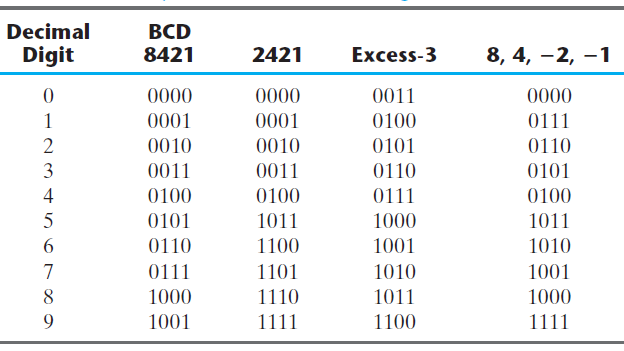 Decimal BCD
Digit 8421 2421 Excess-3 8, 4, −2, −1
0 0000 0000 0011 0000
1 0001 0001 0100 0111
2 0010 0010 0101 0110
3 0011 0011 0110 0101
4 0100 0100 0111 0100
5 0101 1011 1000 1011
6 0110 1100 1001 1010
7 0111 1101 1010 1001
8 1000 1110 1011 1000
9 1001 1111 1100 1111